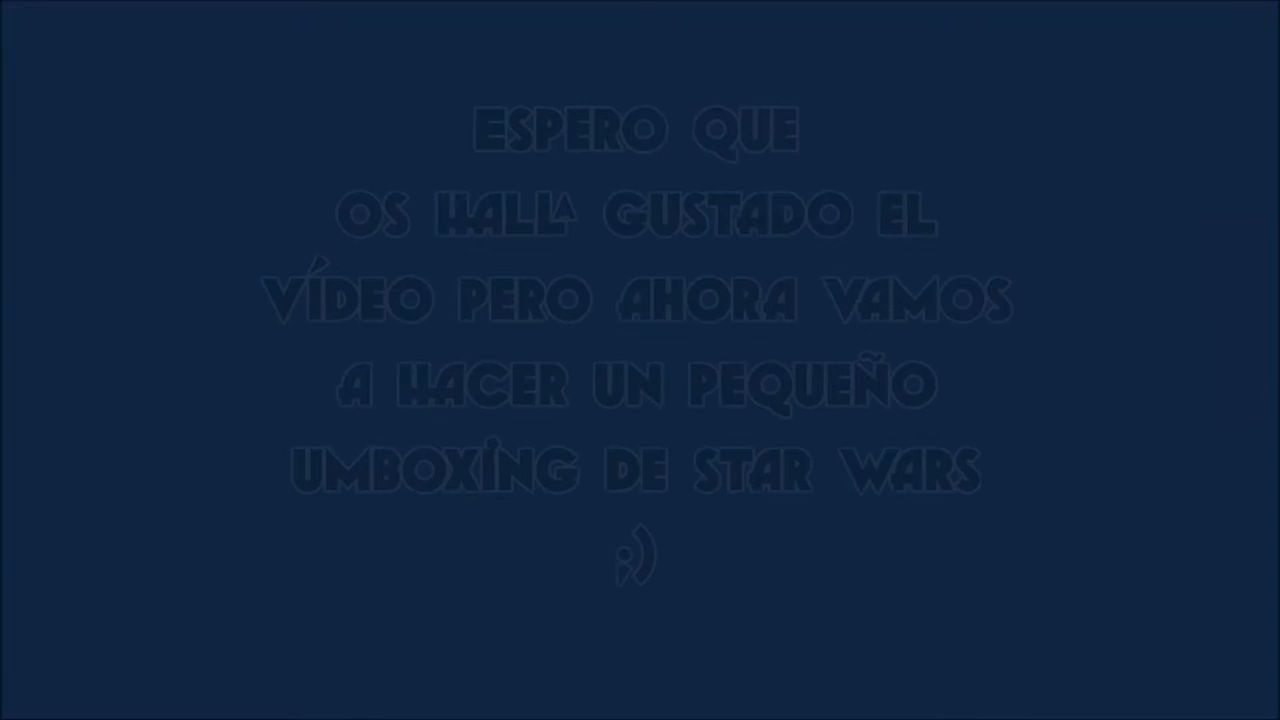 ESPERO QUE
OS HALLA GUSTADO EL
VÍDEO PERO AHORA VAMOS
A HACER UN PEQUEÑO
UMBOXING DE STAR WARS
;)